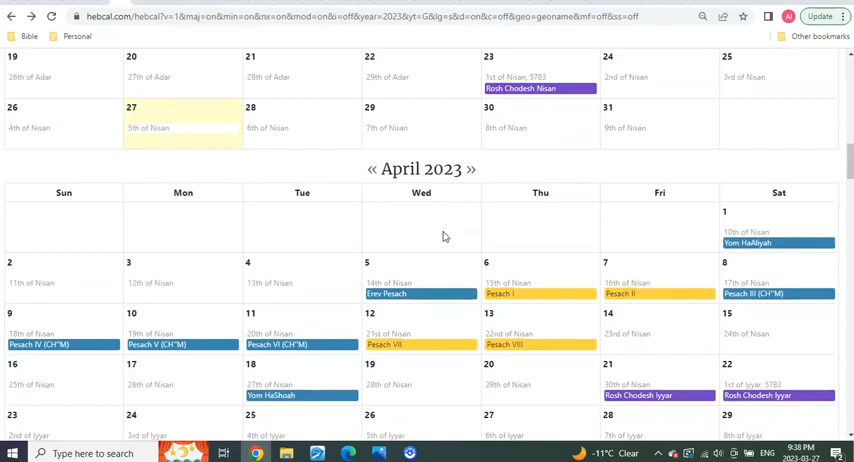 hebcal.com/hebcal?v=1&maj=on&min=on&nx=on&mod=on&i=off&year=2023&yt=G&lg=s&d=on&c=off&geo=geoname&mf=off&ss=off
AI
Update
Bible
Personal
Other bookmarks
19 20 21 22 23 24 25
26th of Adar 27th of Adar 28th of Adar 29th of Adar 1st of Nisan, 5783 2nd of Nisan 3rd of Nisan
Rosh Chodesh Nisan
26 27 28 29 30 31
4th of Nisan 5th of Nisan 6th of Nisan 7th of Nisan 8th of Nisan 9th of Nisan
« April 2023 »
Sun Mon Tue Wed Thu Fri Sat
1
10th of Nisan
Yom HaAliyah
2 3 4 5 6 7 8
11th of Nisan 12th of Nisan 13th of Nisan 14th of Nisan 15th of Nisan 16th of Nisan 17th of Nisan
Erev Pesach Pesach I Pesach II Pesach III (CH"M)
9 10 11 12 13 14 15
18th of Nisan 19th of Nisan 20th of Nisan 21st of Nisan 22nd of Nisan 23rd of Nisan 24th of Nisan
Pesach IV (CH"M) Pesach V (CH"M) Pesach VI (CH"M) Pesach VII Pesach VIII
16 17 18 19 20 21 22
25th of Nisan 26th of Nisan 27th of Nisan 28th of Nisan 29th of Nisan 30th of Nisan 1st of Iyyar, 5783
Yom HaShoah Rosh Chodesh Iyyar Rosh Chodesh Iyyar
23 24 25 26 27 28 29
2nd of Iyyar 3rd of Iyyar 4th of Iyyar 5th of Iyyar 6th of Iyyar 7th of Iyyar 8th of Iyyar
Type here to search
-11°C Clear
ENG
9:38 PM
2023-03-27
2